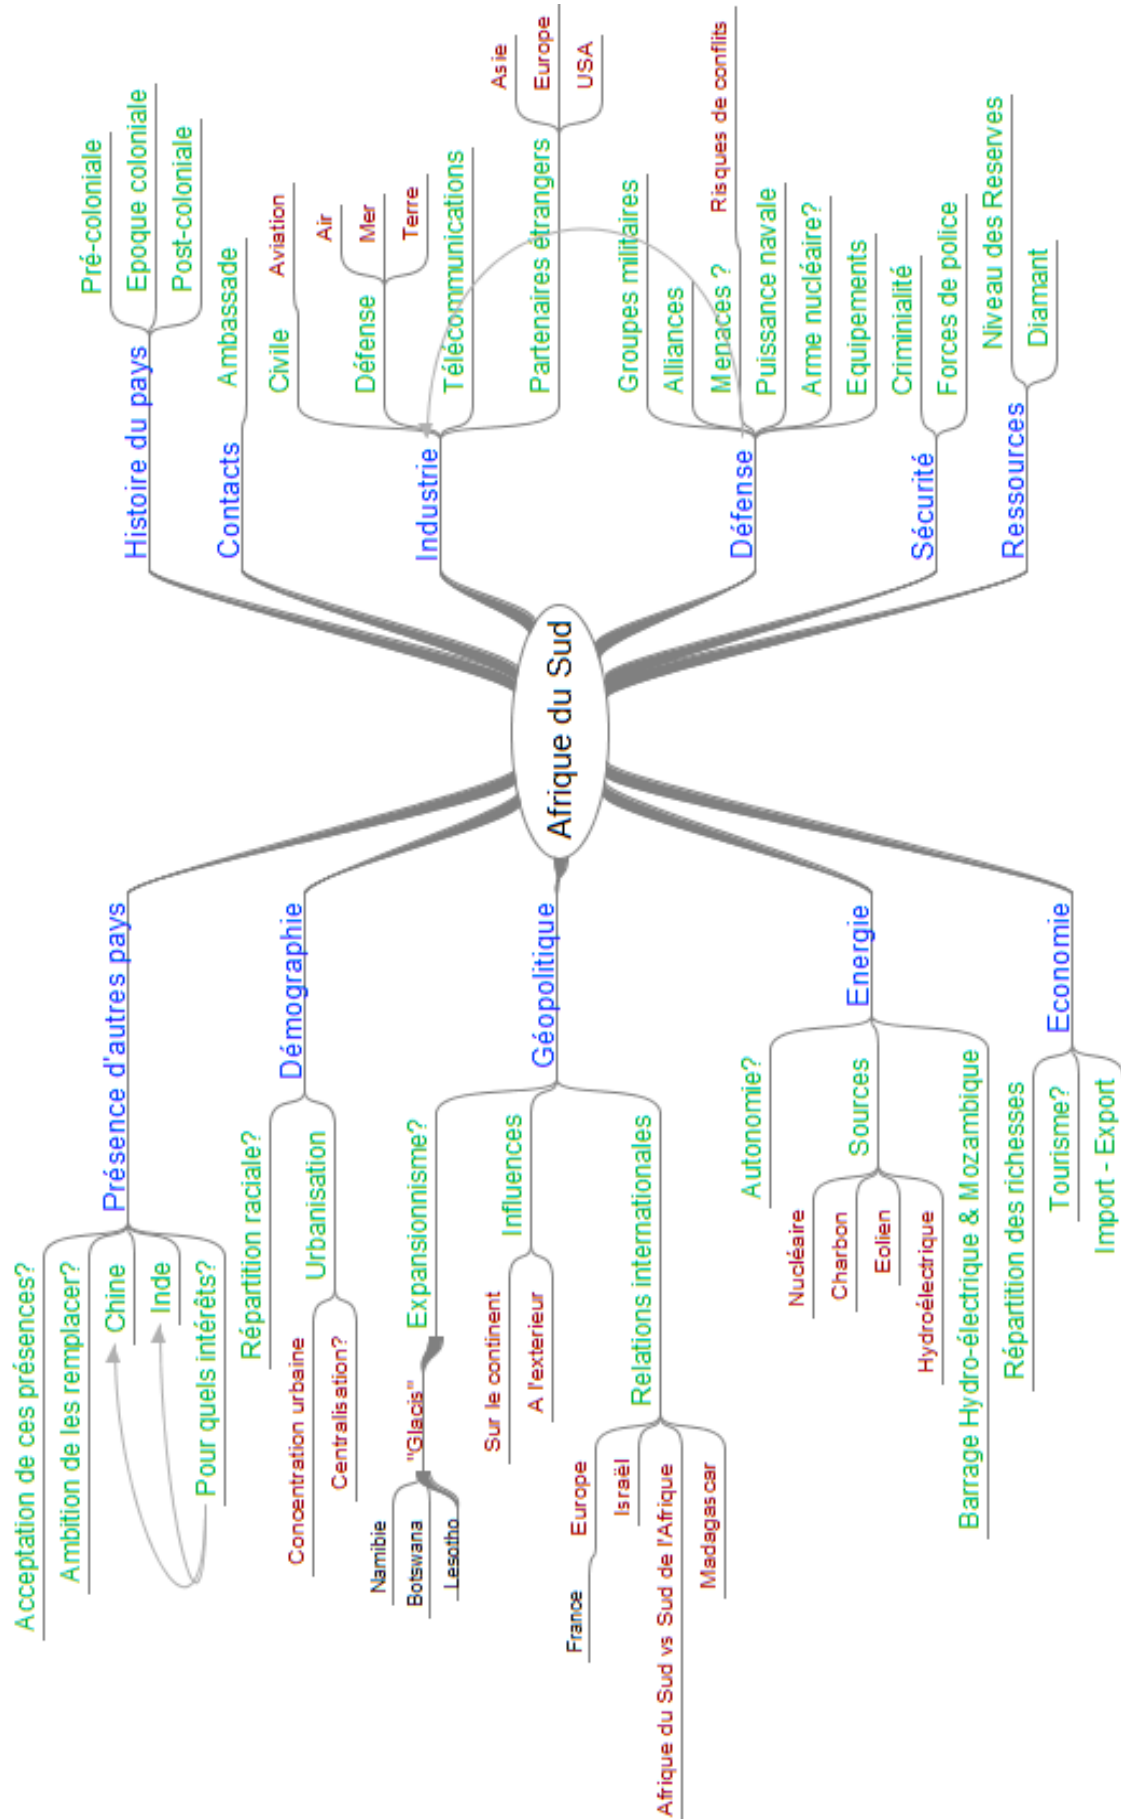 Afrique du Sud
Histoire du pays
Pré-coloniale
Epoque coloniale
Post-coloniale
Contacts
Ambassade
Industrie
Civile
Aviation
Défense
Air
Mer
Terre
Télécommunications
Partenaires étrangers
Asie
Europe
USA
Défense
Groupes militaires
Alliances
Menaces ?
Risques de conflits
Puissance navale
Arme nucléaire?
Equipements
Sécurité
Criminialité
Forces de police
Ressources
Niveau des Reserves
Diamant
Présence d'autres pays
Acceptation de ces présences?
Ambition de les remplacer?
Chine
Inde
Pour quels intérêts?
Démographie
Répartition raciale?
Urbanisation
Concentration urbaine
Centralisation?
Géopolitique
Expansionnisme?
"Glacis"
Namibie
Botswana
Lesotho
Influences
Sur le continent
A l'exterieur
Relations internationales
Europe
France
Israël
Afrique du Sud vs Sud de l'Afrique
Madagascar
Energie
Autonomie?
Sources
Nucléaire
Charbon
Eolien
Hydroélectrique
Barrage Hydro-électrique & Mozambique
Economie
Répartition des richesses
Tourisme?
Import - Export